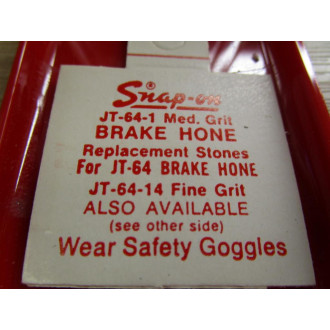 Snap-on®
JT-64-1 Med. Grit
BRAKE HONE
Replacement Stones
For JT-64 BRAKE HONE
JT-64-14 Fine Grit
ALSO AVAILABLE
(see other side)
Wear Safety Goggles